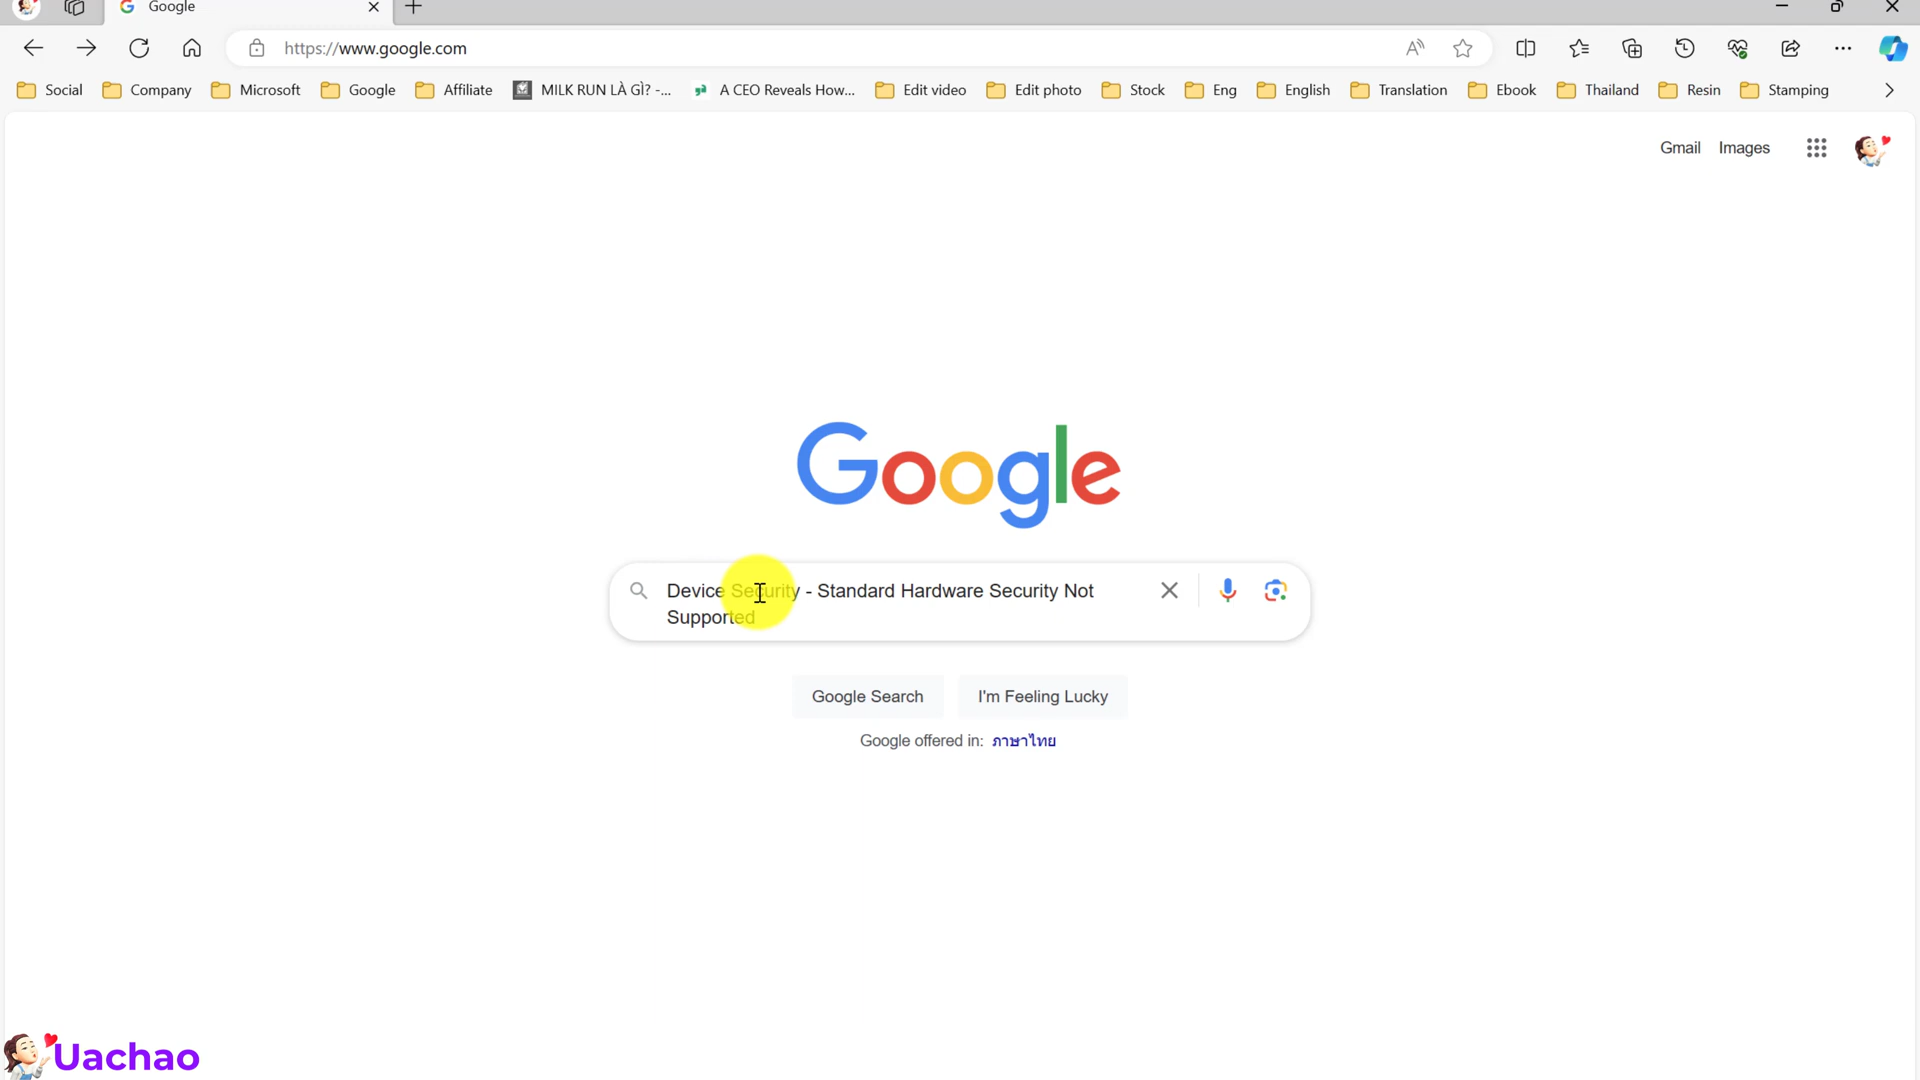 Google
https://www.google.com
Social Company Microsoft Google Affiliate MILK RUN LÀ GÌ? -... A CEO Reveals How... Edit video Edit photo Stock Eng English Translation Ebook Thailand Resin Stamping
Gmail Images
Google
Device Security - Standard Hardware Security Not
Supported
Google Search I'm Feeling Lucky
Google offered in: ภาษาไทย
Uachao